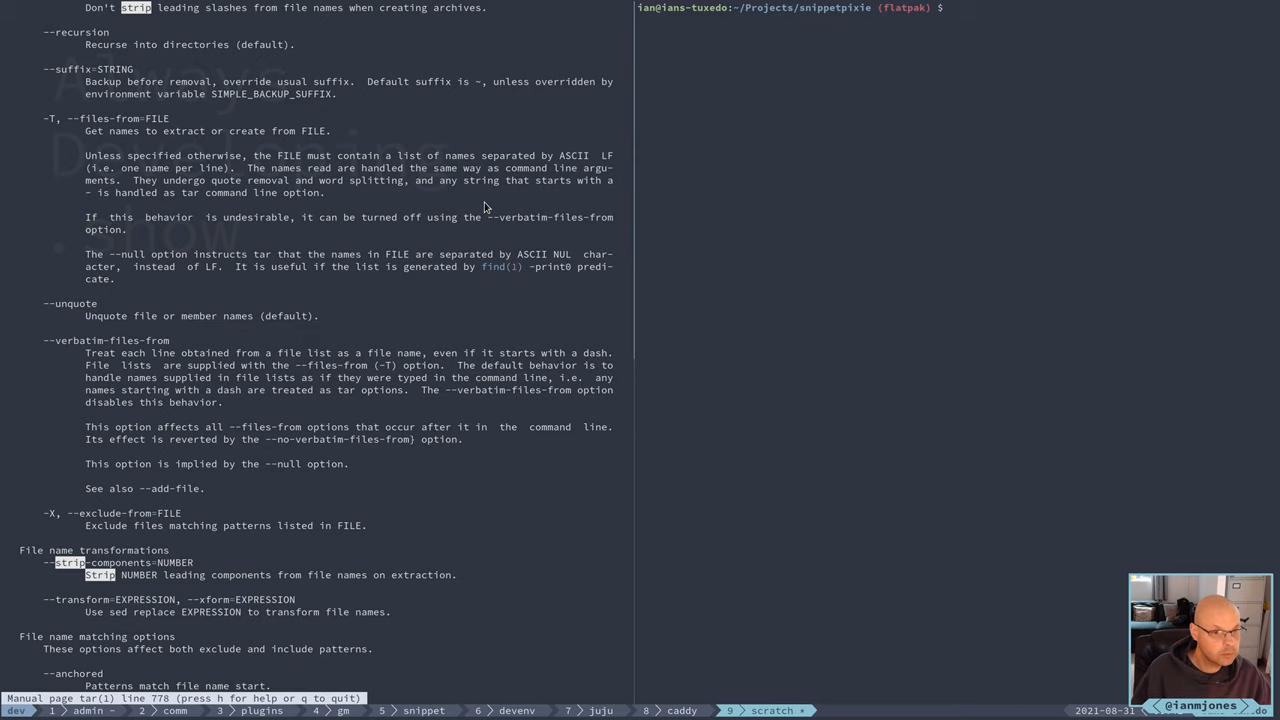 Don't strip leading slashes from file names when creating archives.
--recursion
Recurse into directories (default).
--suffix=STRING
Backup before removal, override usual suffix.  Default suffix is ~, unless overridden by
environment variable SIMPLE_BACKUP_SUFFIX.
-T, --files-from=FILE
Get names to extract or create from FILE.
Unless specified otherwise, the FILE must contain a list of names separated by ASCII  LF
(i.e. one name per line).  The names read are handled the same way as command line argu-
ments.  They undergo quote removal and word splitting, and any string that starts with a
- is handled as tar command line option.
If  this  behavior  is undesirable, it can be turned off using the --verbatim-files-from
option.
The --null option instructs tar that the names in FILE are separated by ASCII NUL  char-
acter,  instead  of LF.  It is useful if the list is generated by find(1) -print0 predi-
cate.
--unquote
Unquote file or member names (default).
--verbatim-files-from
Treat each line obtained from a file list as a file name, even if it starts with a dash.
File  lists  are supplied with the --files-from (-T) option.  The default behavior is to
handle names supplied in file lists as if they were typed in the command line, i.e.  any
names starting with a dash are treated as tar options.  The --verbatim-files-from option
disables this behavior.
This option affects all --files-from options that occur after it in  the  command  line.
Its effect is reverted by the --no-verbatim-files-from} option.
This option is implied by the --null option.
See also --add-file.
-X, --exclude-from=FILE
Exclude files matching patterns listed in FILE.
File name transformations
--strip-components=NUMBER
Strip NUMBER leading components from file names on extraction.
--transform=EXPRESSION, --xform=EXPRESSION
Use sed replace EXPRESSION to transform file names.
File name matching options
These options affect both exclude and include patterns.
--anchored
Patterns match file name start.
Manual page tar(1) line 778 (press h for help or q to quit)
ian@ians-tuxedo:~/Projects/snippetpixie (flatpak) $
Always
Developing
.Show
dev 1 admin - 2 comm 3 plugins 4 gm 5 snippet 6 devenv 7 juju 8 caddy 9 scratch * 2021-08-31
@ianmjones